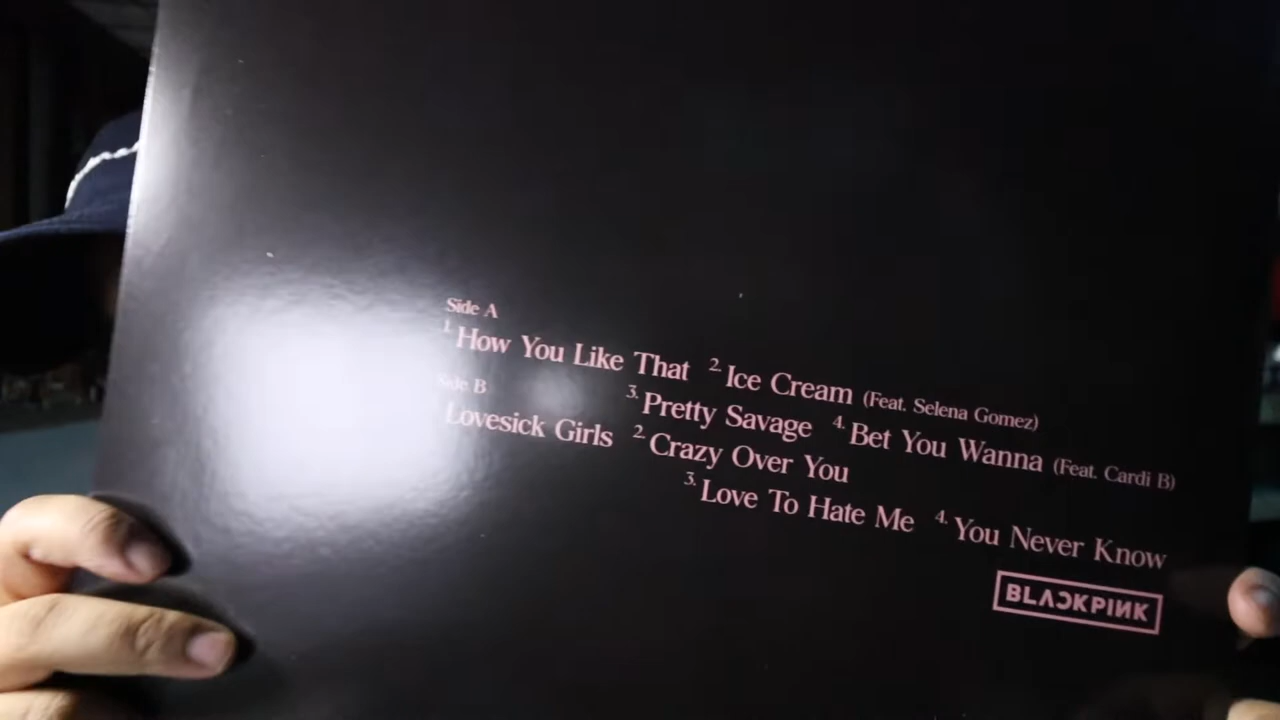 Side A
1. How You Like That 2. Ice Cream (Feat. Selena Gomez)
3. Pretty Savage 4. Bet You Wanna (Feat. Cardi B)
Side B
Lovesick Girls 2. Crazy Over You
3. Love To Hate Me 4. You Never Know
BLACKPINK